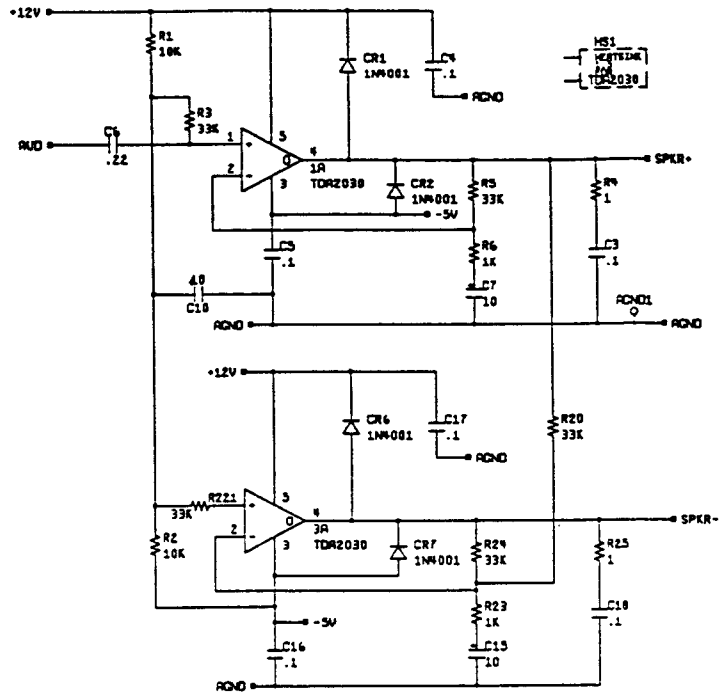 +12V
R1
10K
CR1
1N4001
C4
.1
AGND
HS1
HEATSINK
FOR
TDA2030
R3
33K
AUD
C6
.22
1
2
5
4
3
1A
TDA2030
CR2
1N4001
-5V
SPKR+
R5
33K
R4
1
C5
.1
R6
1K
C7
10
C3
.1
10
C10
AGND
AGND1
AGND
+12V
CR6
1N4001
C17
.1
AGND
R20
33K
R22
33K
1
2
5
4
3
3A
TDA2030
SPKR-
R2
10K
CR7
1N4001
R24
33K
R25
1
-5V
R23
1K
C16
.1
C15
10
C18
.1
AGND